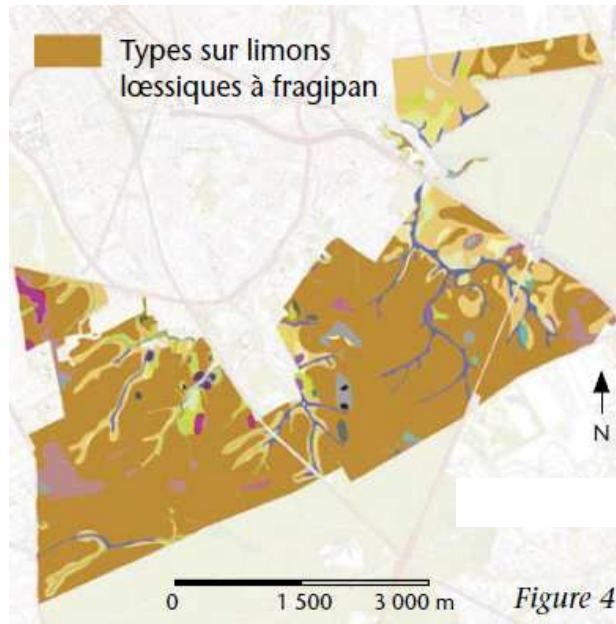 Types sur limons
lœssiques à fragipan
N
0 1 500 3 000 m
Figure 4